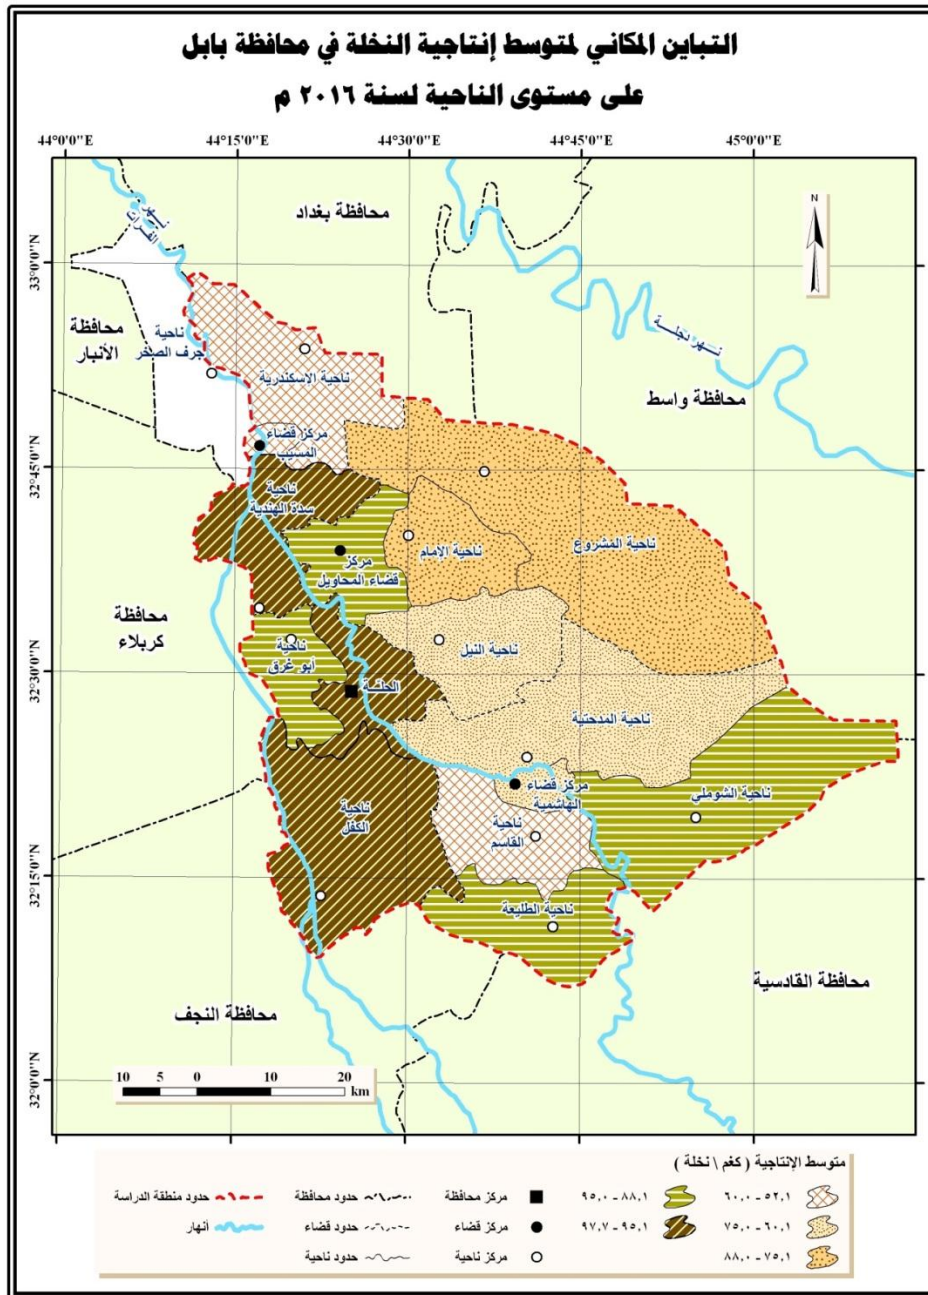 التباين المكاني لمتوسط إنتاجية النخلة في محافظة بابل
على مستوى الناحية لسنة ٢٠١٦ م
44°0'0"E
44°15'0"E
44°30'0"E
44°45'0"E
45°0'0"E
33°0'0"N
32°45'0"N
32°30'0"N
32°15'0"N
32°0'0"N
N
محافظة بغداد
نهر
الفرات
محافظة
الأنبار
ناحية
جرف الصخر
ناحية الاسكندرية
نهر دجلة
محافظة واسط
مركز قضاء
المسيب
ناحية
سدة الهندية
ناحية المشروع
ناحية الإمام
مركز
قضاء المحاويل
محافظة
كربلاء
ناحية
أبو غرق
ناحية النيل
الحلة
ناحية المدحتية
مركز قضاء
الهاشمية
ناحية الشوملي
ناحية
الكفل
ناحية
القاسم
ناحية الطليعة
محافظة القادسية
محافظة النجف
10 5 0 10 20
km
متوسط الإنتاجية ( كغم \ نخلة )
٥٢,١ - ٦٠,٠
٦٠,١ - ٧٥,٠
٧٥,١ - ٨٨,٠
٨٨,١ - ٩٥,٠
٩٥,١ - ٩٧,٧
مركز محافظة
مركز قضاء
مركز ناحية
حدود محافظة
حدود قضاء
حدود ناحية
حدود منطقة الدراسة
أنهار